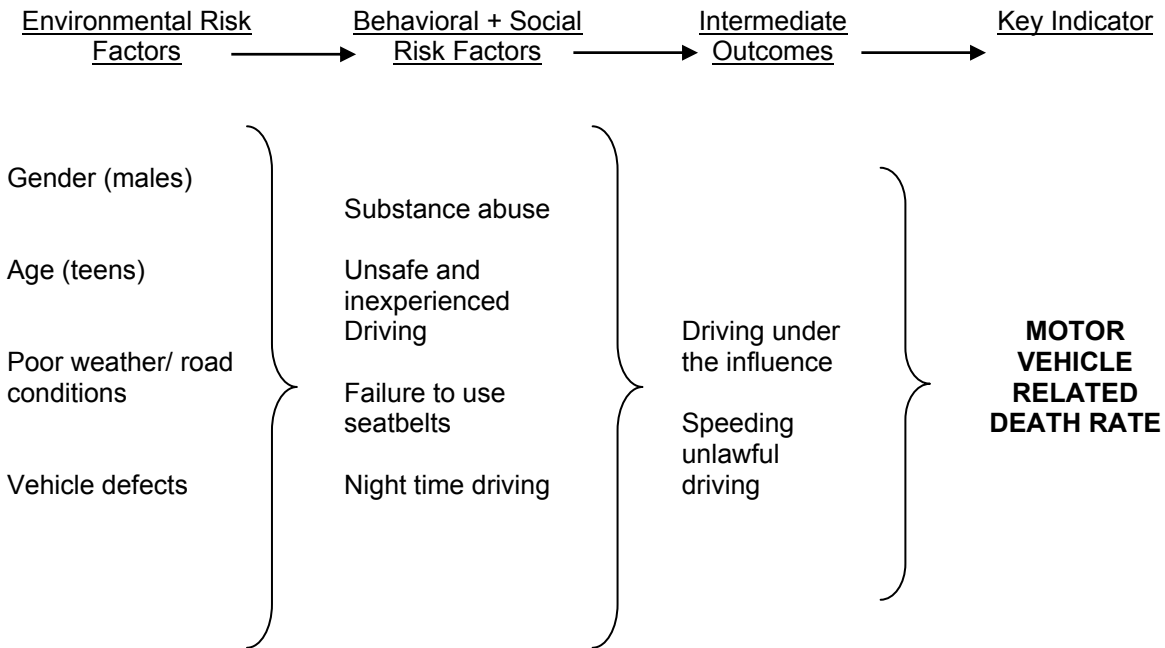 Environmental Risk
Factors
Behavioral + Social
Risk Factors
Intermediate
Outcomes
Key Indicator
Gender (males)
Age (teens)
Poor weather/ road
conditions
Vehicle defects
Substance abuse
Unsafe and
inexperienced
Driving
Failure to use
seatbelts
Night time driving
Driving under
the influence
Speeding
unlawful
driving
MOTOR
VEHICLE
RELATED
DEATH RATE